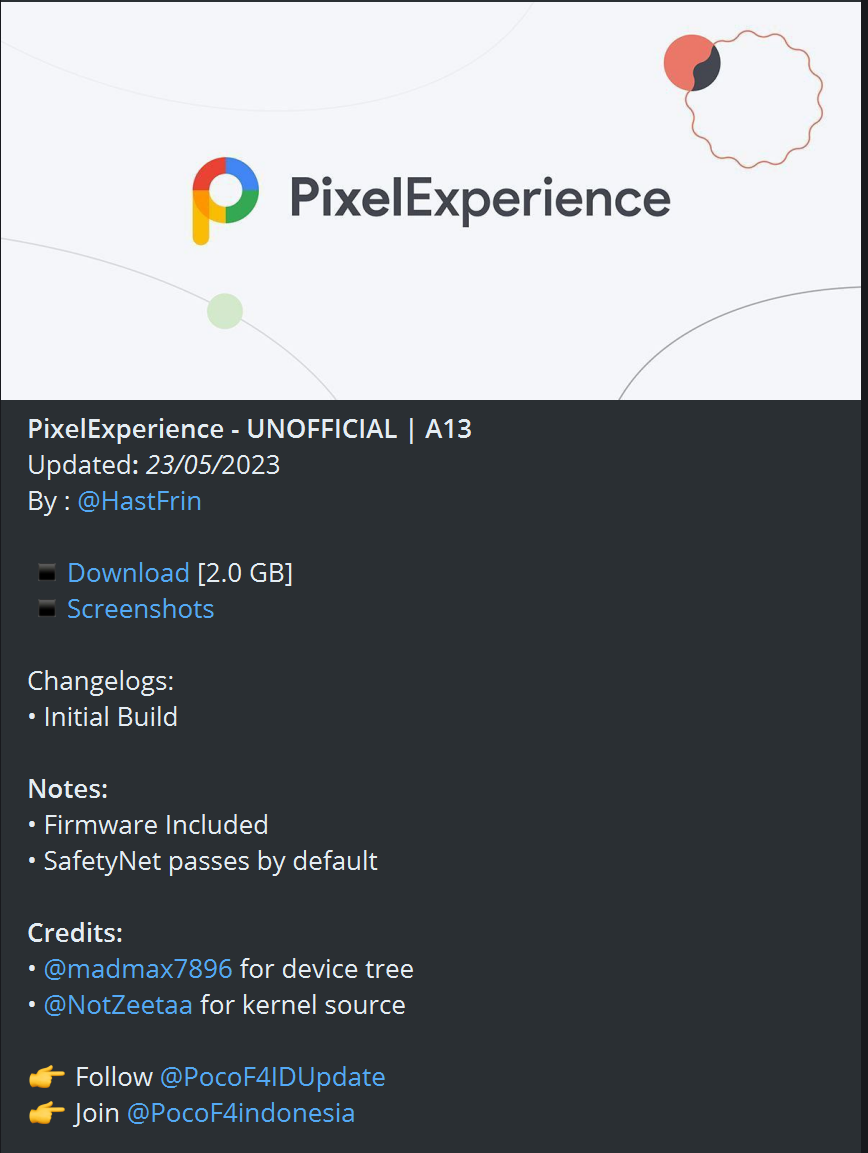 PixelExperience
PixelExperience - UNOFFICIAL | A13
Updated: 23/05/2023
By : @HastFrin
▪️ Download [2.0 GB]
▪️ Screenshots
Changelogs:
• Initial Build
Notes:
• Firmware Included
• SafetyNet passes by default
Credits:
• @madmax7896 for device tree
• @NotZeetaa for kernel source
👉 Follow @PocoF4IDUpdate
👉 Join @PocoF4indonesia